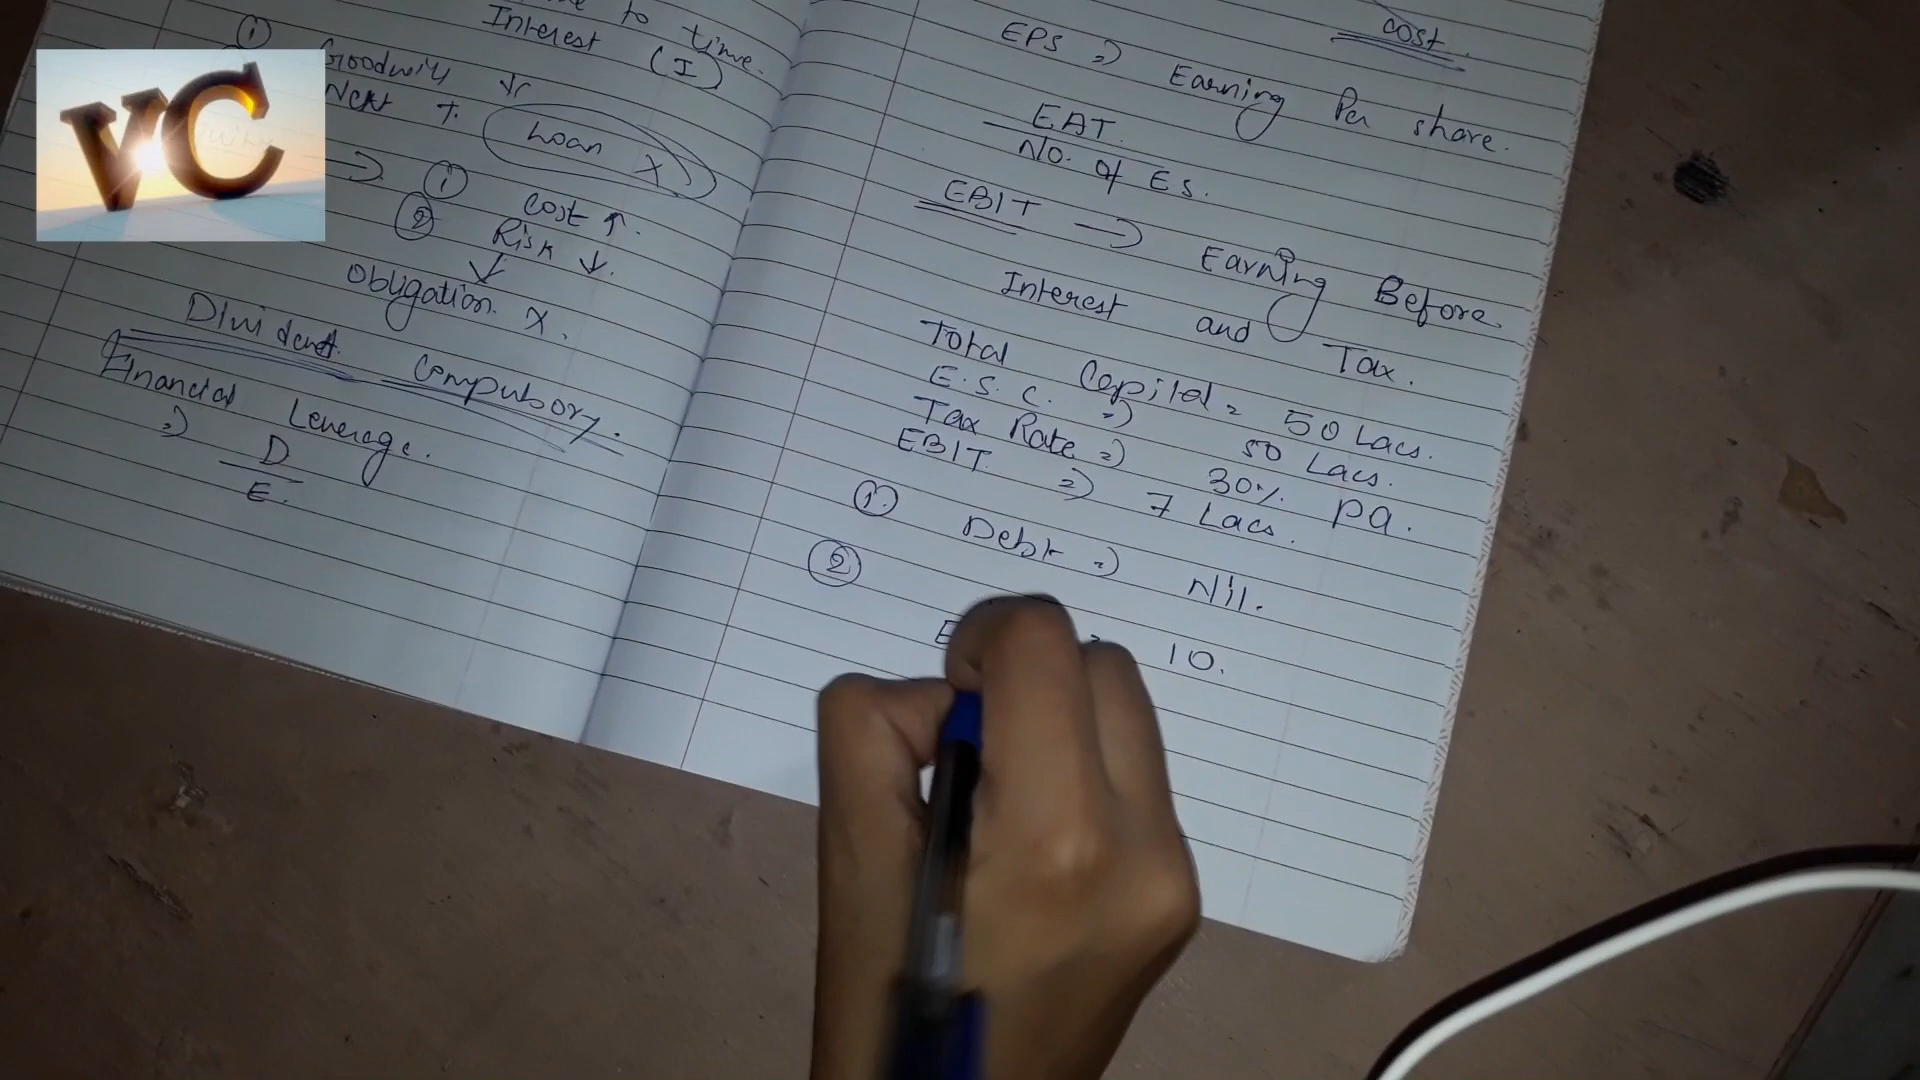 VC
to time.
Interest (I)
①
Goodwill
Next
Loan X
→ ① Cost ↑.
② Risk ↓.
Obligation X.
Dividend Compulsory.
Financial Leverage.
⇒ D
E.
cost.
EPS ⇒ Earning Per share.
EAT.
No. of Es.
EBIT → Earning Before
Interest and Tax.
Total Capital = 50 Lacs.
E.S.C. ⇒ 50 Lacs.
Tax Rate ⇒ 30% Pa.
EBIT ⇒ 7 Lacs.
①. Debt ⇒ Nil.
②
10.